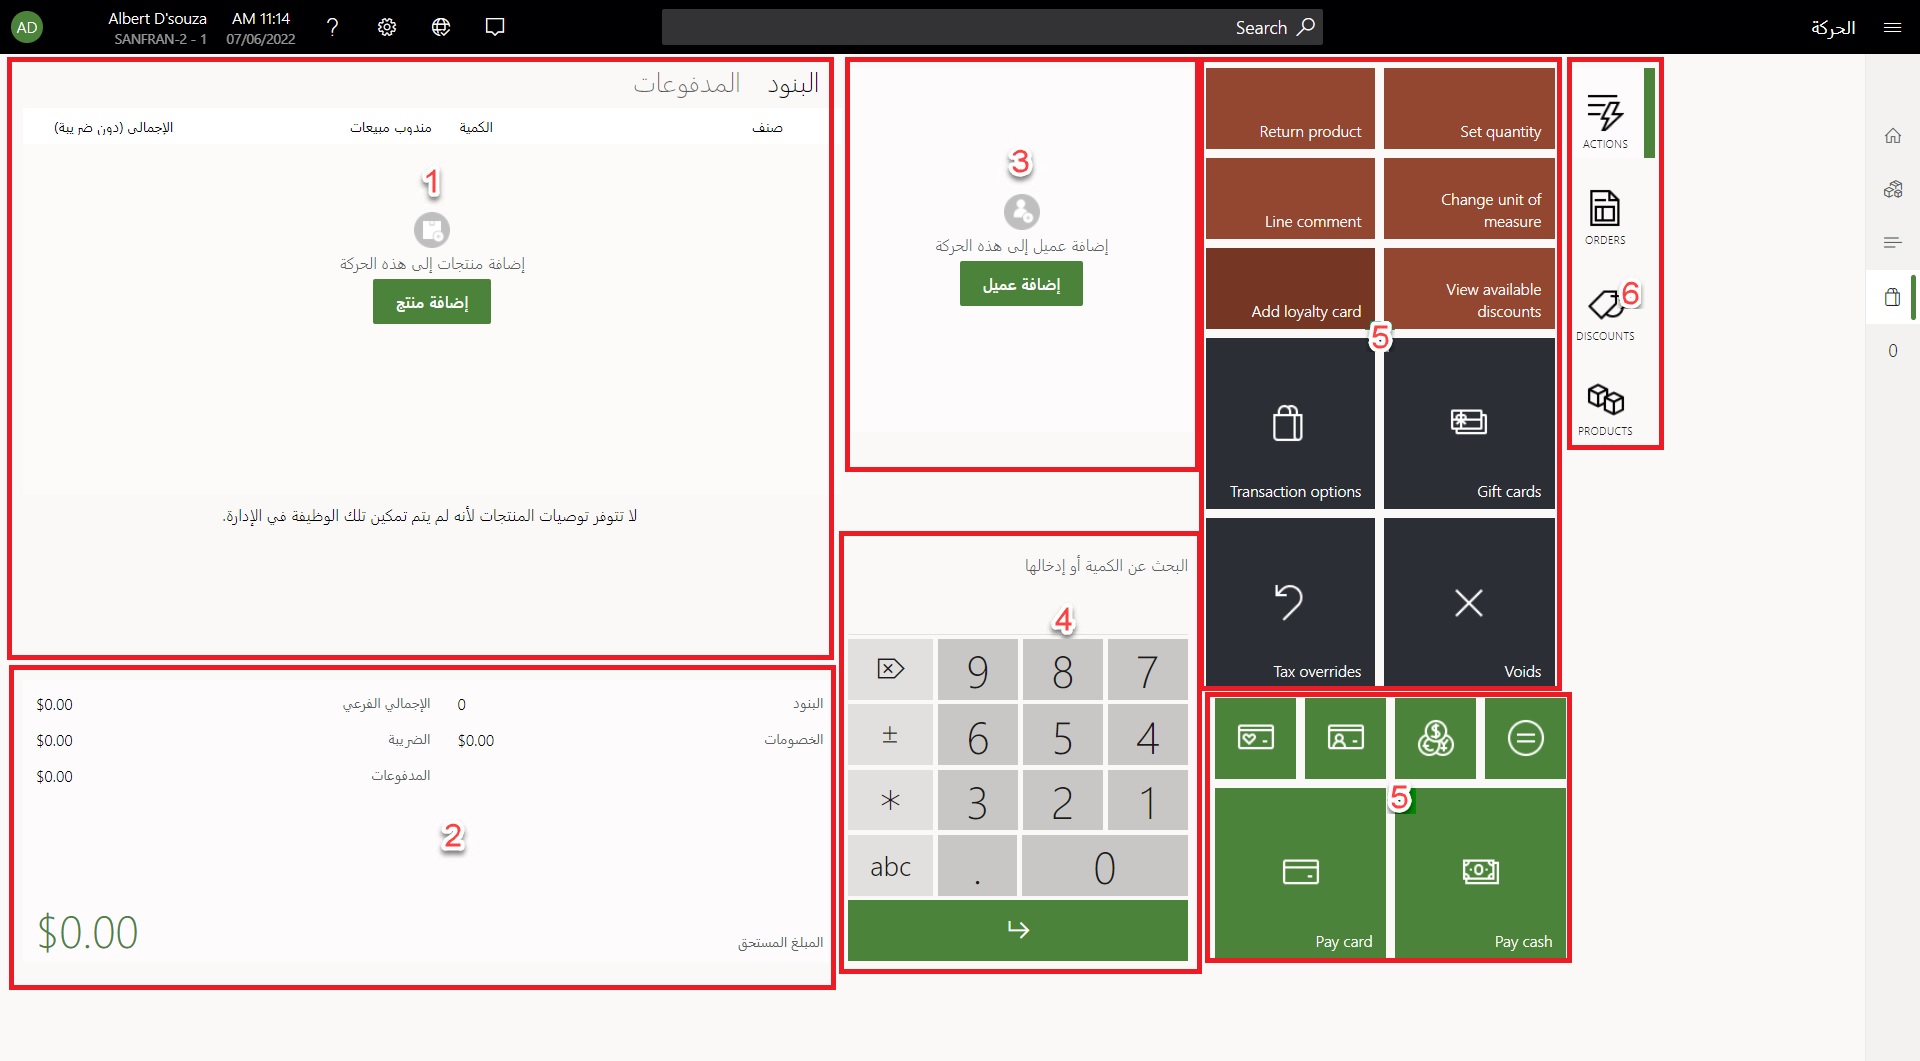 الحركة
Search
AM 11:14
07/06/2022
Albert D'souza
SANFRAN-2 - 1
AD
?
البنود
المدفوعات
صنف
الكمية
مندوب مبيعات
الإجمالي (دون ضريبة)
1
إضافة منتجات إلى هذه الحركة
إضافة منتج
لا تتوفر توصيات المنتجات لأنه لم يتم تمكين تلك الوظيفة في الإدارة.
البنود
0
الإجمالي الفرعي
$0.00
الخصومات
$0.00
الضريبة
$0.00
المدفوعات
$0.00
2
المبلغ المستحق
$0.00
3
إضافة عميل إلى هذه الحركة
إضافة عميل
البحث عن الكمية أو إدخالها
4
7
8
9
4
5
6
±
1
2
3
*
0
.
abc
Set quantity
Return product
Change unit of
measure
Line comment
View available
discounts
Add loyalty card
5
Gift cards
Transaction options
Voids
Tax overrides
5
Pay cash
Pay card
ACTIONS
ORDERS
6
DISCOUNTS
PRODUCTS
0